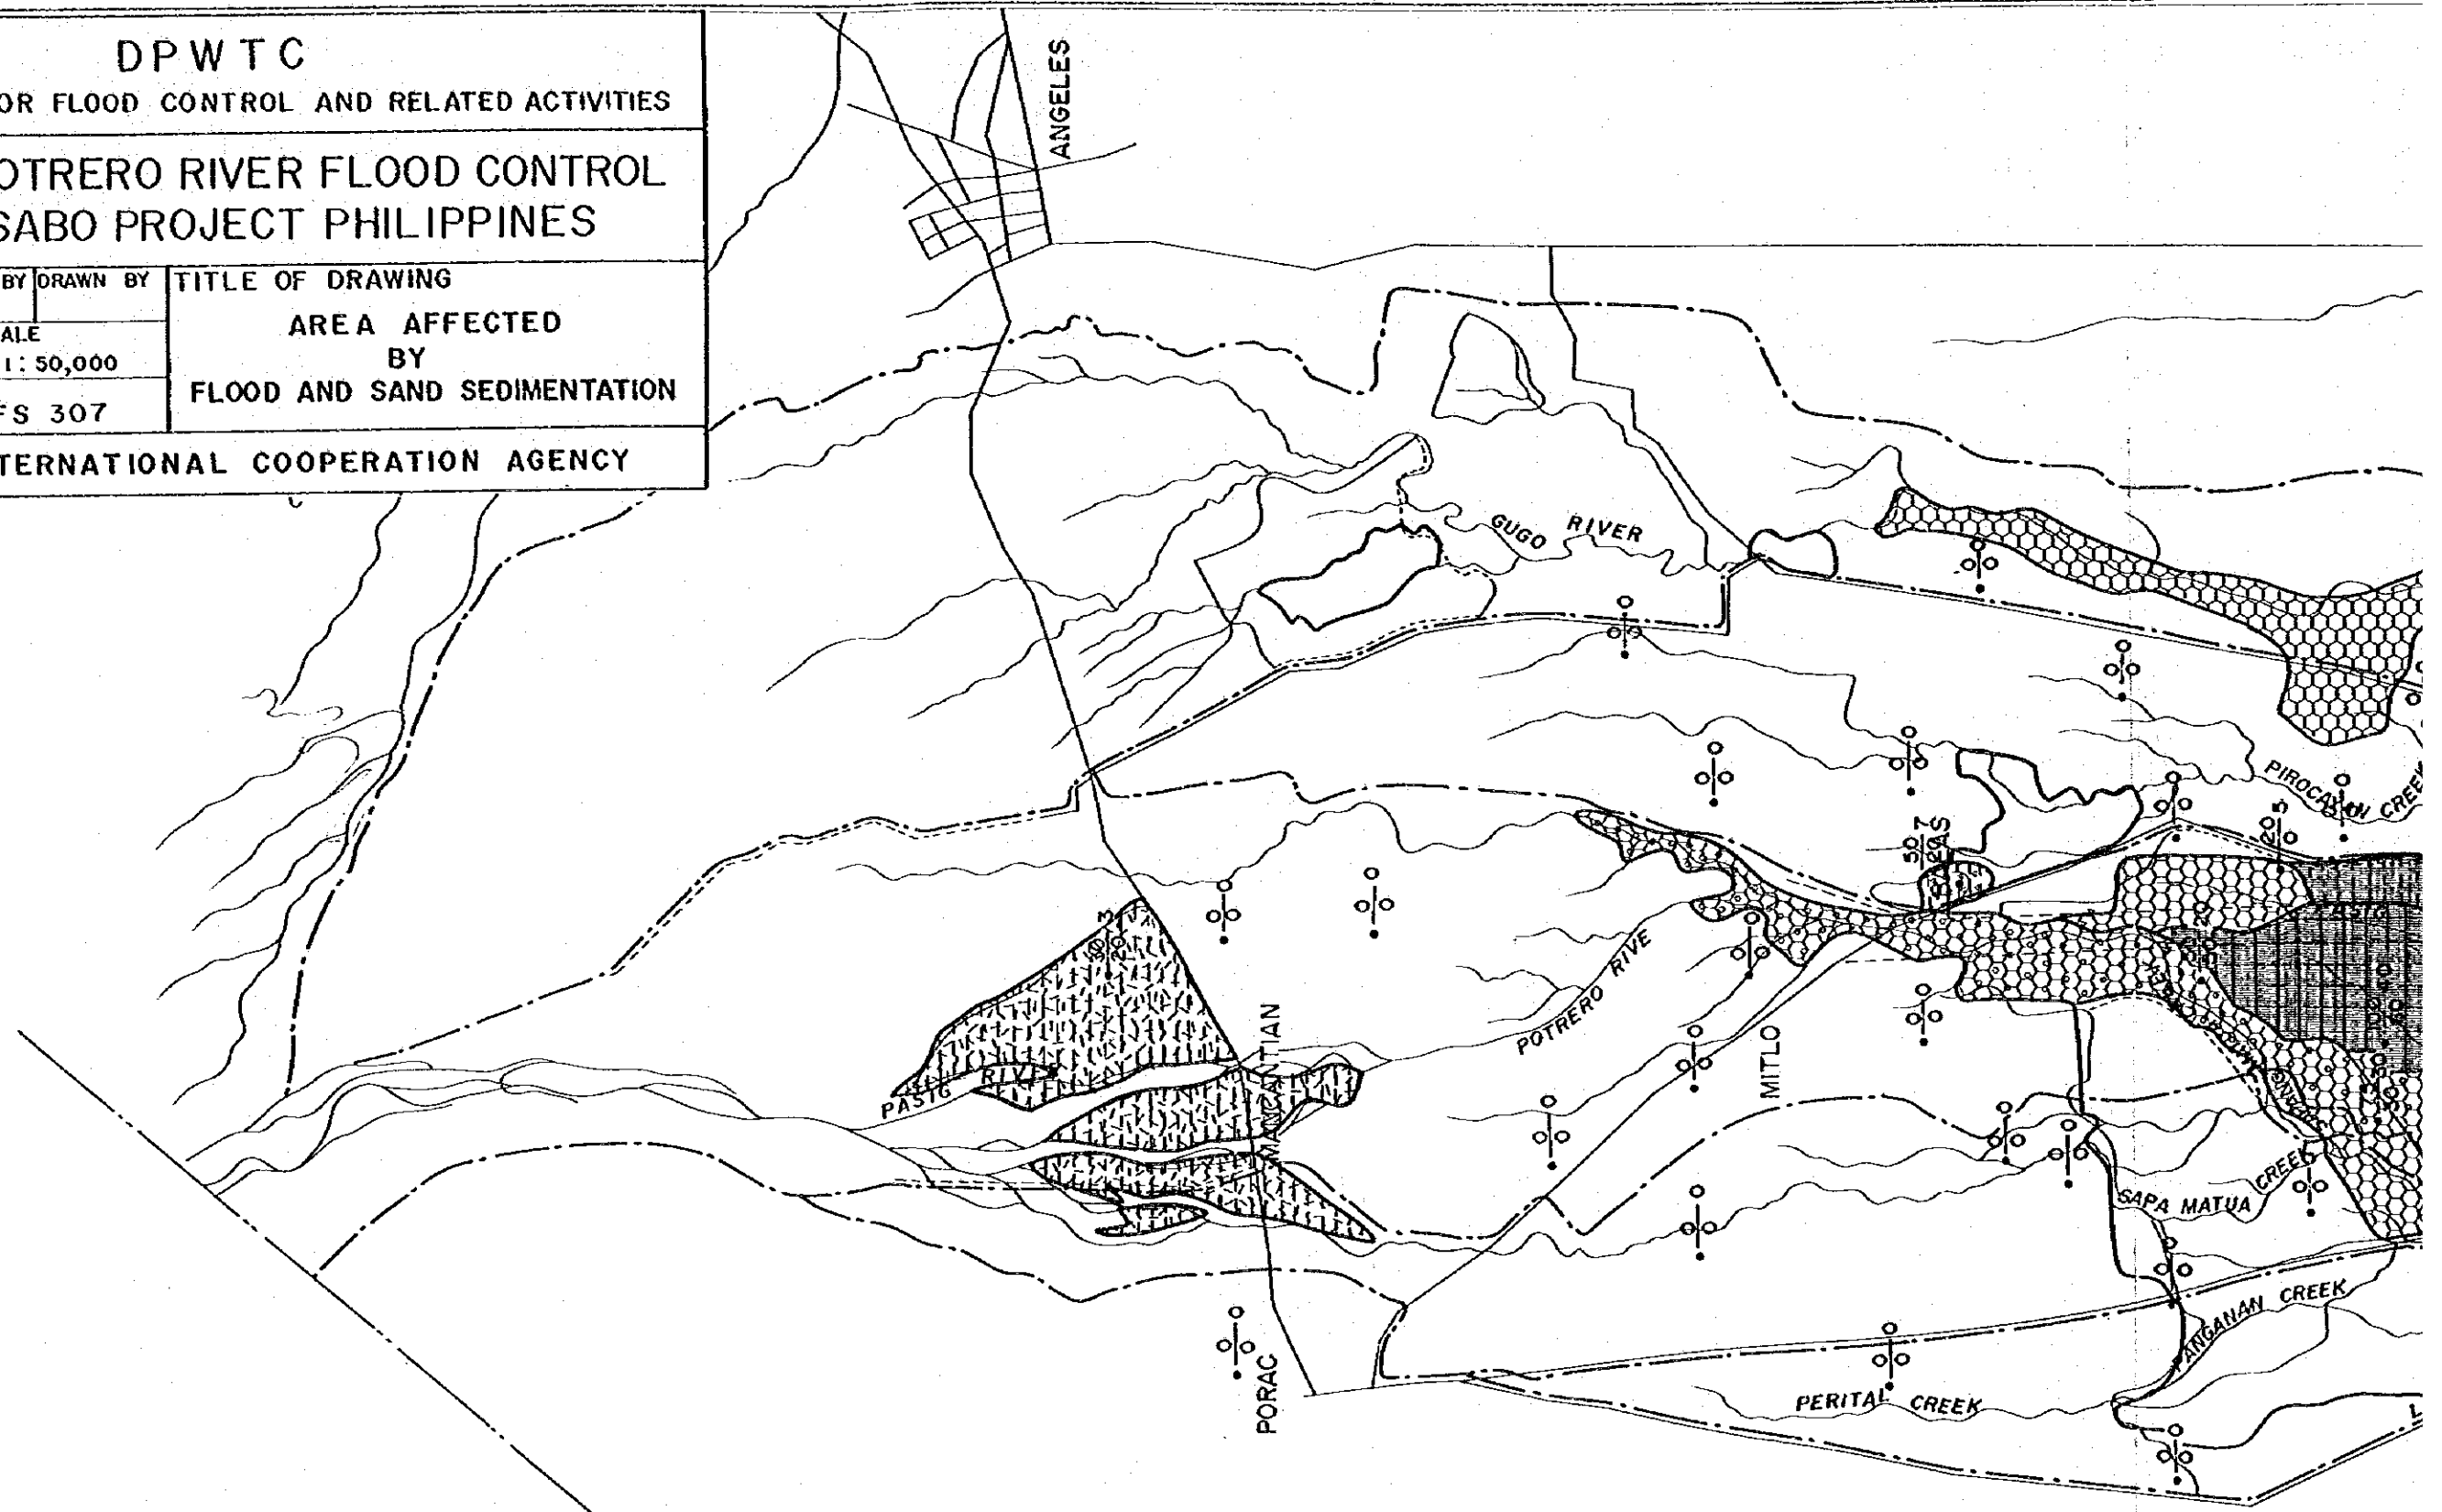 DPWTC
OR FLOOD CONTROL AND RELATED ACTIVITIES
OTRERO RIVER FLOOD CONTROL
SABO PROJECT PHILIPPINES
BY DRAWN BY
TITLE OF DRAWING
ALE
1:50,000
FS 307
AREA AFFECTED
BY
FLOOD AND SAND SEDIMENTATION
TERNATIONAL COOPERATION AGENCY
ANGELES
GUGO RIVER
PIROCAYAN CREEK
POTRERO RIVE
PASIG RIVER
MANCANTIAN
MITLO
SAPA MATUA CREEK
PANGANAN CREEK
PERITAL CREEK
PORAC
L